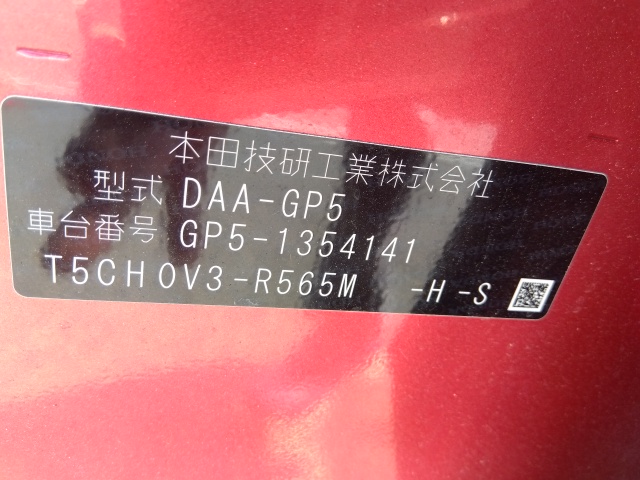 本田技研工業株式会社
型式 DAA-GP5
車台番号 GP5-1354141
T5CH0V3-R565M -H-S